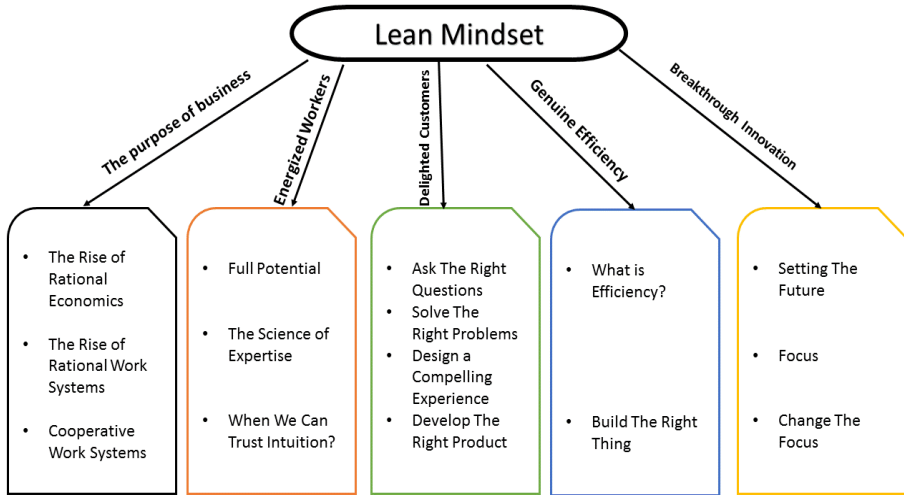 Lean Mindset
The purpose of business
Energized Workers
Delighted Customers
Genuine Efficiency
Breakthrough Innovation
• The Rise of
Rational
Economics
• The Rise of
Rational Work
Systems
• Cooperative
Work Systems
• Full Potential
• The Science of
Expertise
• When We Can
Trust Intuition?
• Ask The Right
Questions
• Solve The
Right Problems
• Design a
Compelling
Experience
• Develop The
Right Product
• What is
Efficiency?
• Build The Right
Thing
• Setting The
Future
• Focus
• Change The
Focus